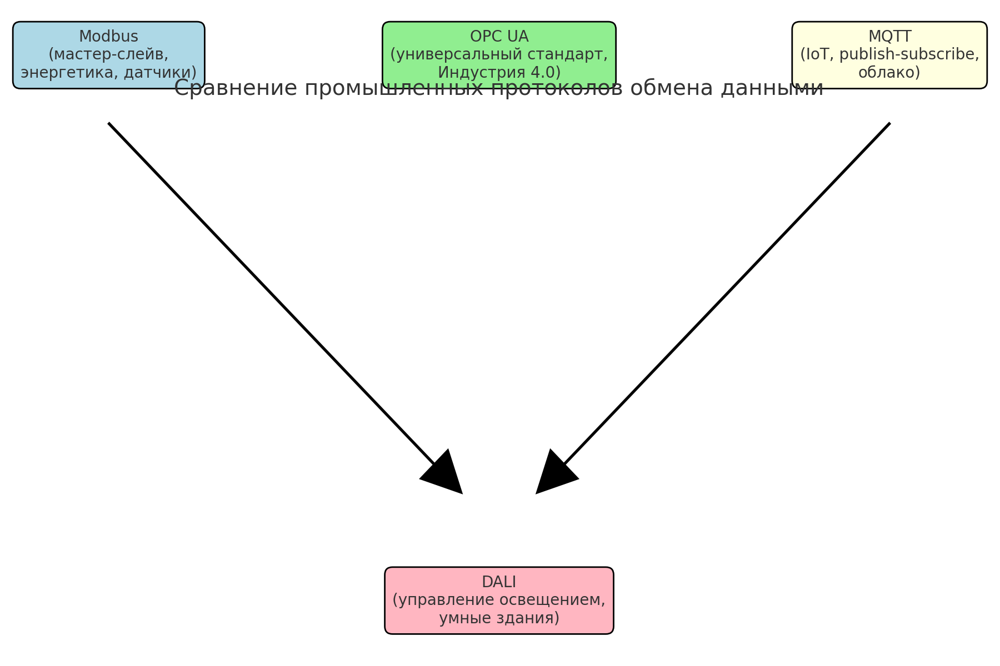 Modbus
(мастер-слейв,
энергетика, датчики)
OPC UA
(универсальный стандарт,
Индустрия 4.0)
MQTT
(IoT, publish-subscribe,
облако)
Сравнение промышленных протоколов обмена данными
DALI
(управление освещением,
умные здания)